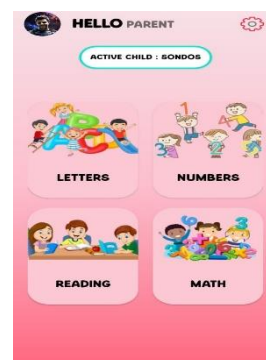 HELLO PARENT
ACTIVE CHILD : SONDOS
LETTERS
NUMBERS
READING
MATH